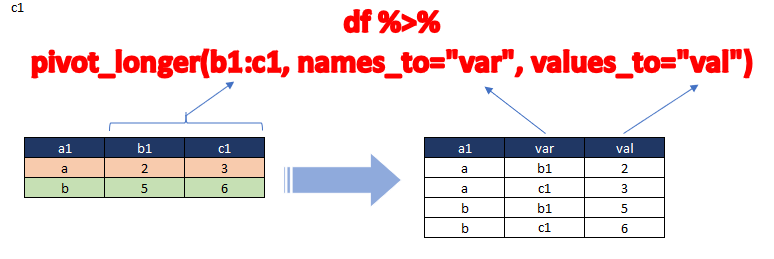 c1
df %>%
pivot_longer(b1:c1, names_to="var", values_to="val")
a1 b1 c1
a 2 3
b 5 6
a1 var val
a b1 2
a c1 3
b b1 5
b c1 6